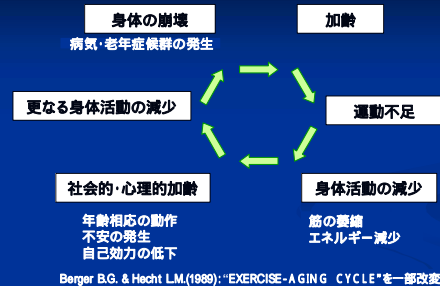 身体の崩壊
加齢
病気・老年症候群の発生
更なる身体活動の減少
運動不足
社会的・心理的加齢
身体活動の減少
年齢相応の動作
不安の発生
自己効力の低下
筋の萎縮
エネルギー減少
Berger B.G. & Hecht L.M.(1989):“EXERCISE-AGING CYCLE”を一部改変